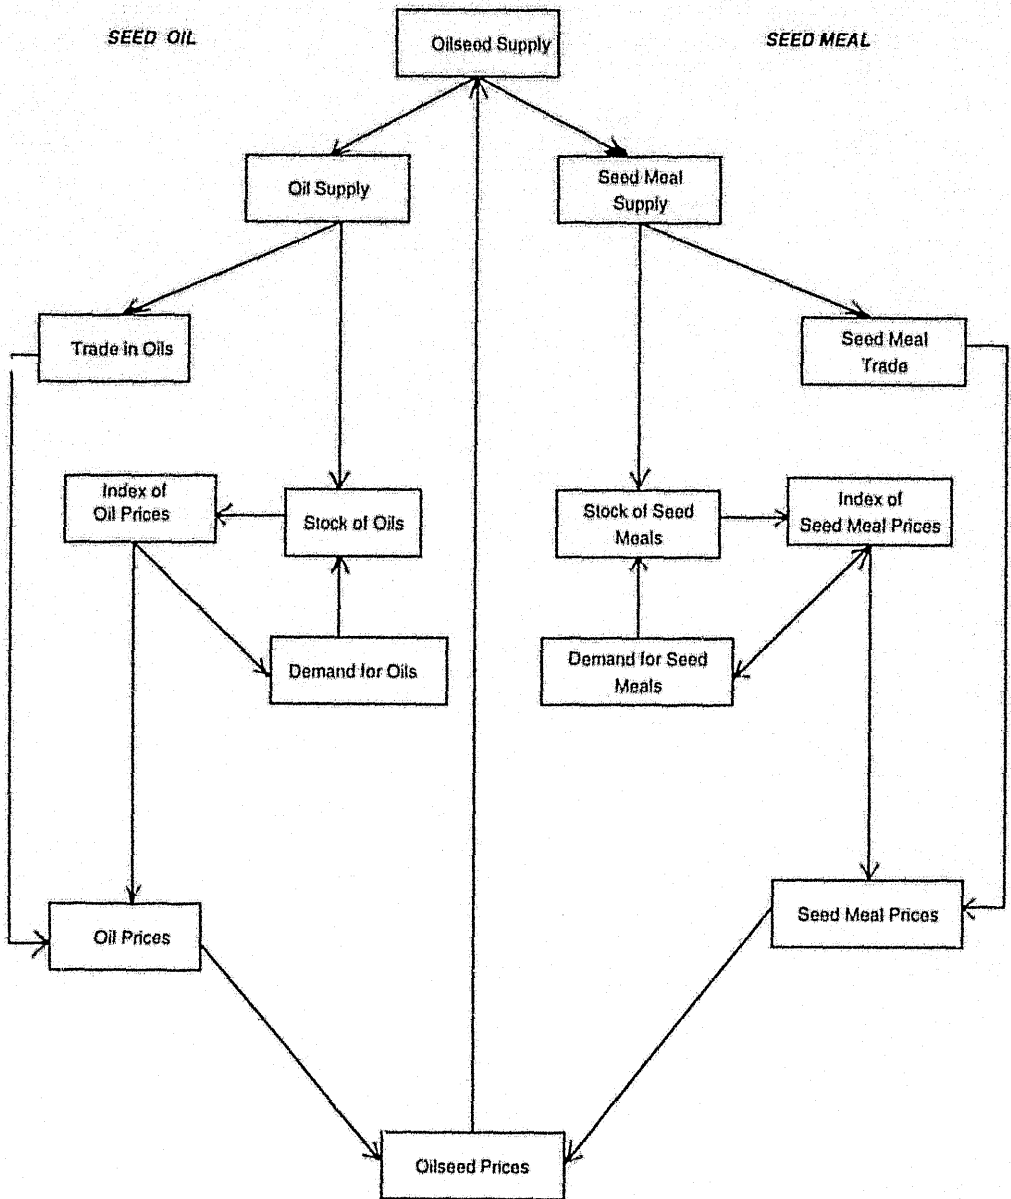 SEED OIL
Oilseed Supply
SEED MEAL
Oil Supply
Seed Meal
Supply
Trade in Oils
Seed Meal
Trade
Index of
Oil Prices
Stock of Oils
Stock of Seed
Meals
Index of
Seed Meal Prices
Demand for Oils
Demand for Seed
Meals
Oil Prices
Seed Meal Prices
Oilseed Prices